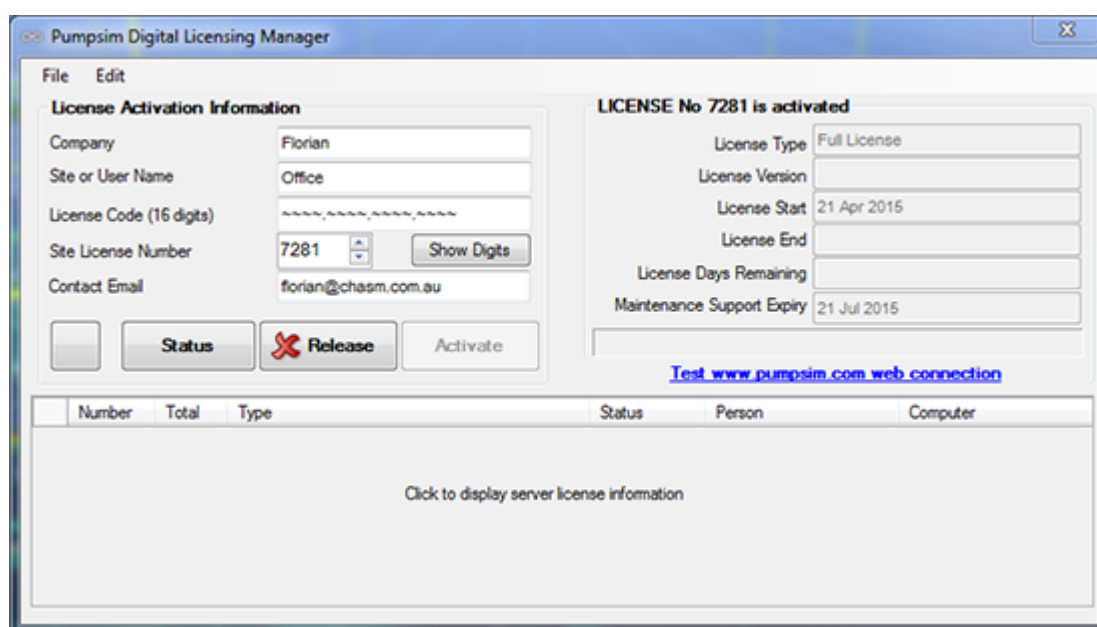 Pumpsim Digital Licensing Manager
File Edit
License Activation Information
Company Florian
Site or User Name Office
License Code (16 digits) ~~~~.~~~~.~~~~.~~~~
Site License Number 7281 Show Digits
Contact Email florian@chasm.com.au
Status Release Activate
LICENSE No 7281 is activated
License Type Full License
License Version
License Start 21 Apr 2015
License End
License Days Remaining
Maintenance Support Expiry 21 Jul 2015
Test www.pumpsim.com web connection
Number Total Type Status Person Computer
Click to display server license information